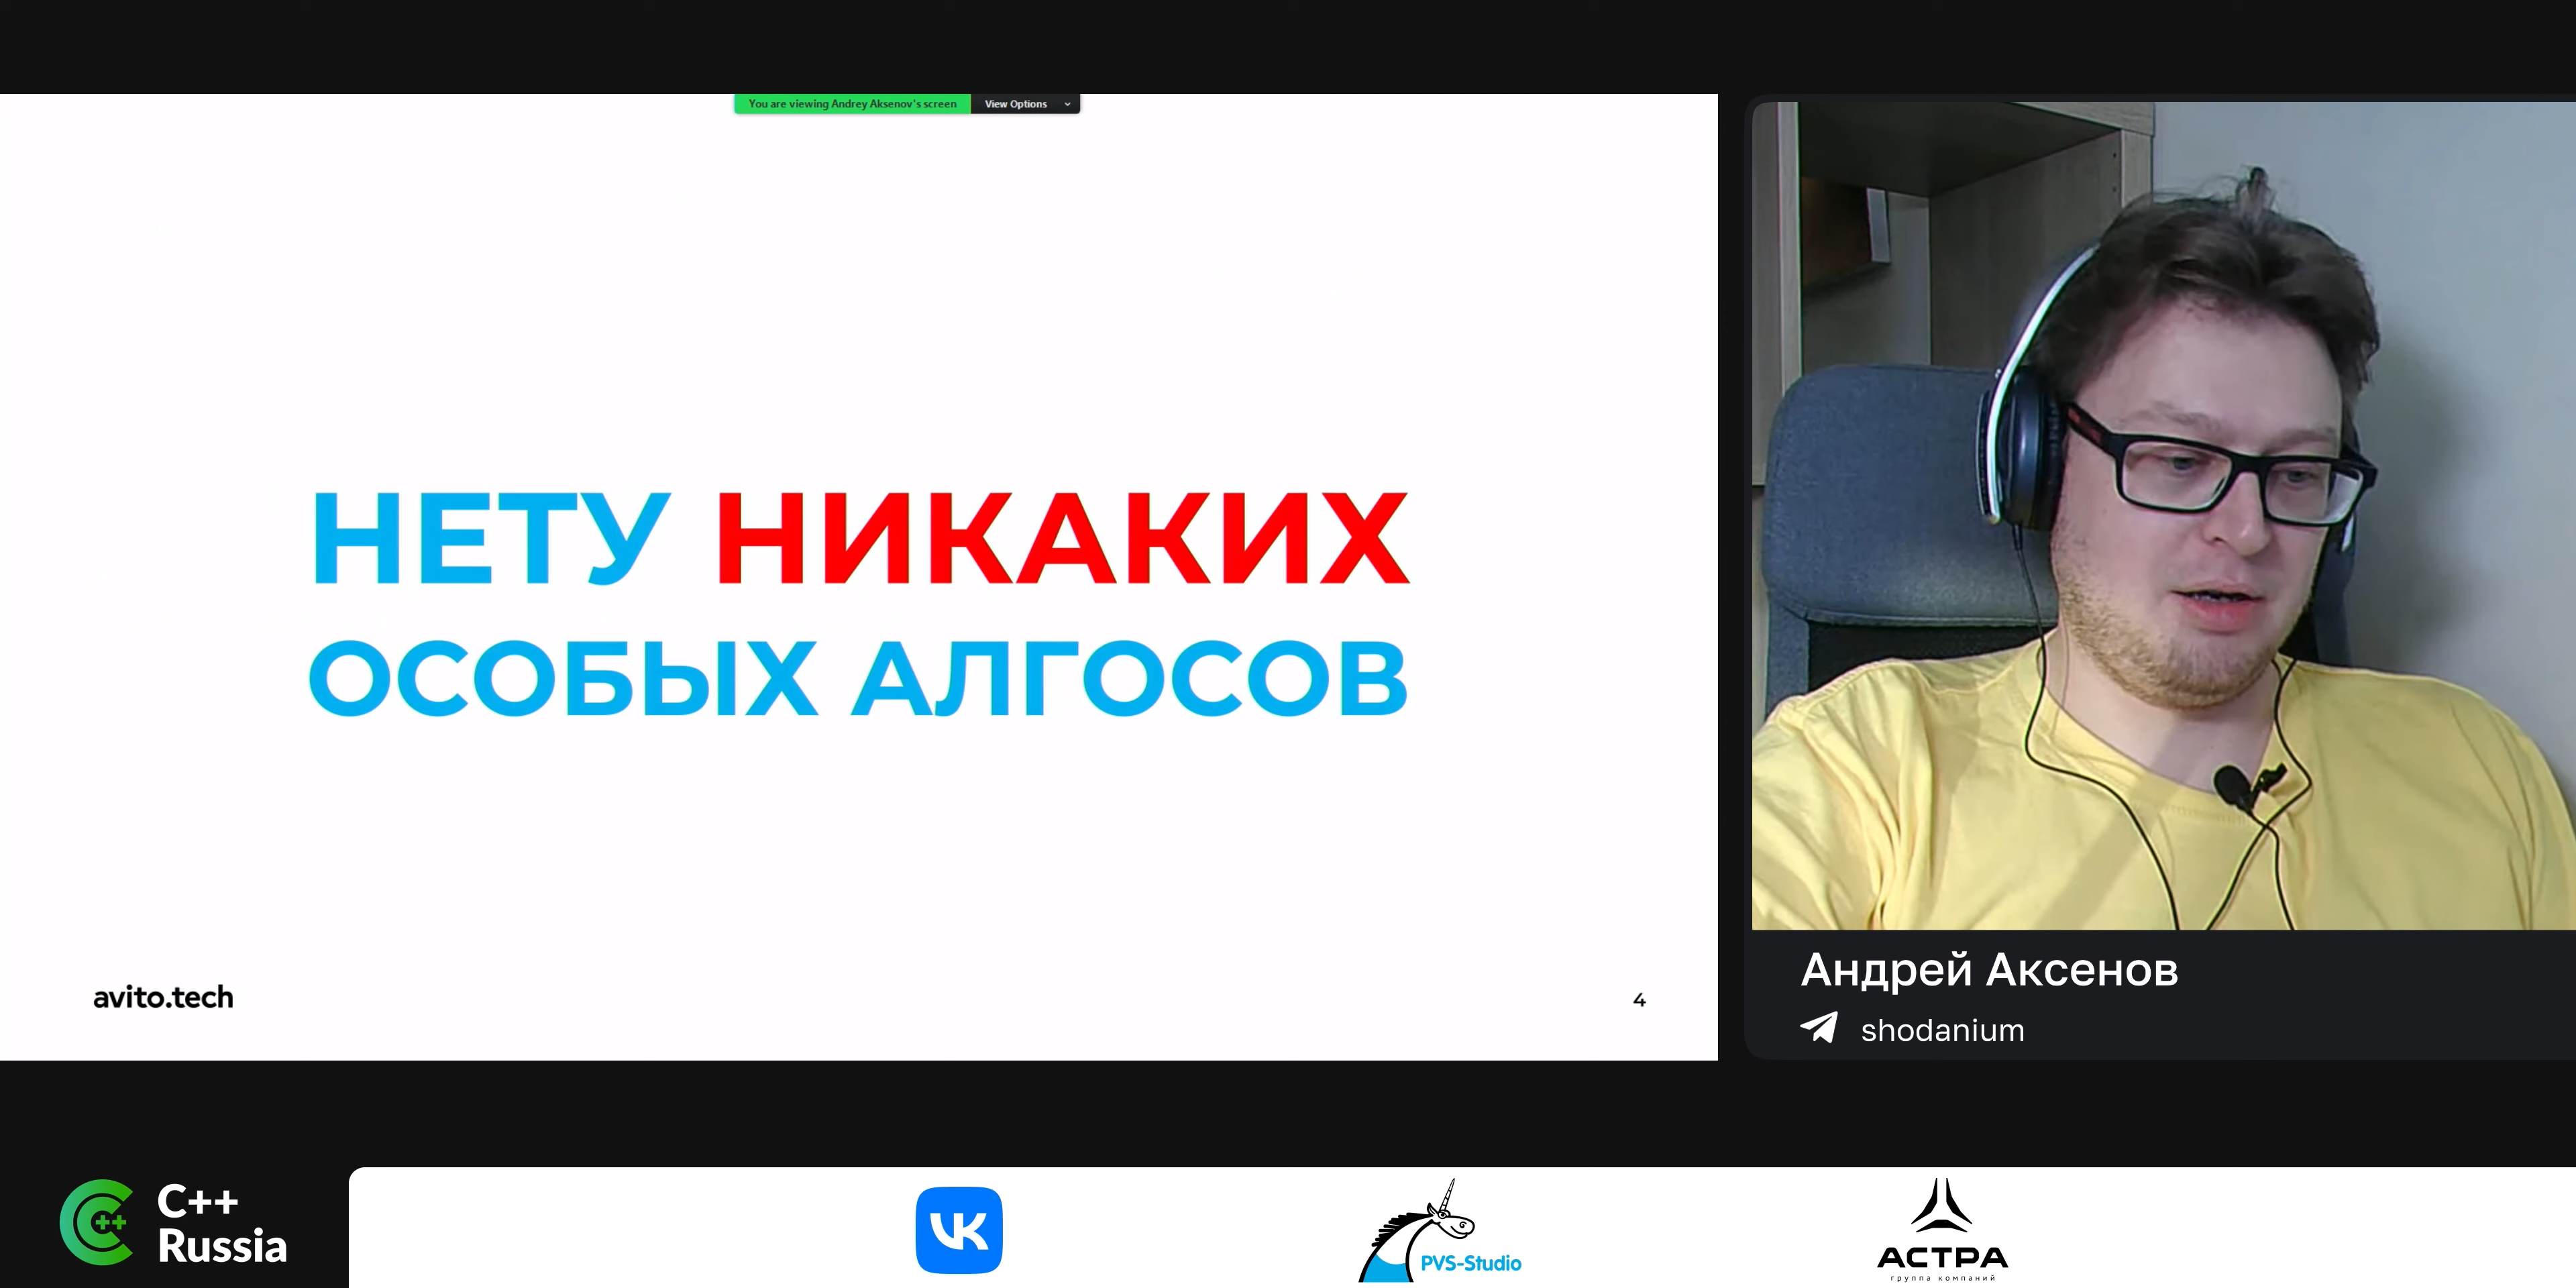 You are viewing Andrey Aksenov's screen View Options
НЕТУ НИКАКИХ
ОСОБЫХ АЛГОСОВ
avito.tech
4
Андрей Аксенов
shodanium
C++
Russia
VK
PVS-Studio
АСТРА
группа компаний